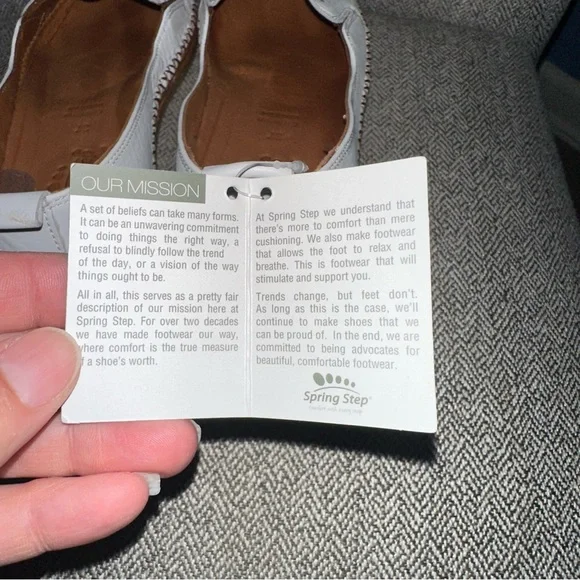 OUR MISSION
A set of beliefs can take many forms.
It can be an unwavering commitment
to doing things the right way, a
refusal to blindly follow the trend
of the day, or a vision of the way
things ought to be.
All in all, this serves as a pretty fair
description of our mission here at
Spring Step. For over two decades
we have made footwear our way,
where comfort is the true measure
of a shoe's worth.
At Spring Step we understand that
there's more to comfort than mere
cushioning. We also make footwear
that allows the foot to relax and
breathe. This is footwear that will
stimulate and support you.
Trends change, but feet don't.
As long as this is the case, we'll
continue to make shoes that we
can be proud of. In the end, we are
committed to being advocates for
beautiful, comfortable footwear.
Spring Step®